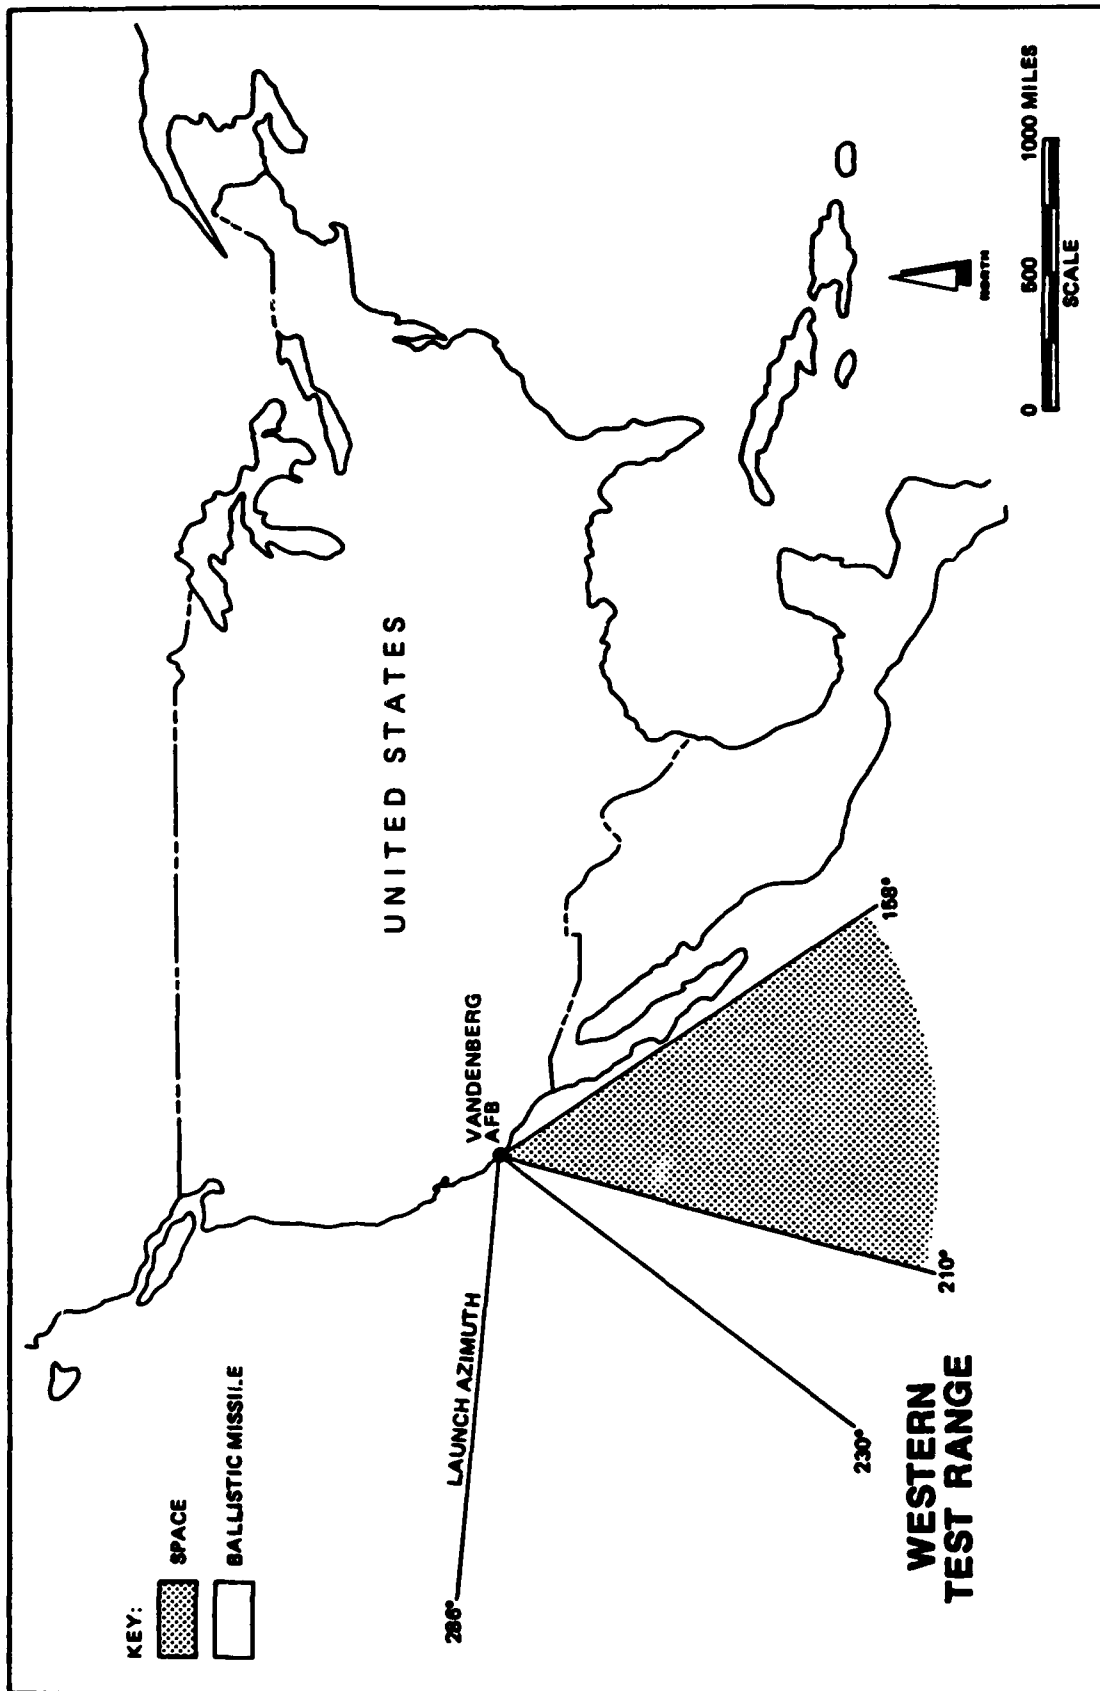 KEY:
SPACE
BALLISTIC MISSILE
UNITED STATES
VANDENBERG
AFB
LAUNCH AZIMUTH
286°
230°
210°
158°
WESTERN
TEST RANGE
NORTH
0 500 1000 MILES
SCALE